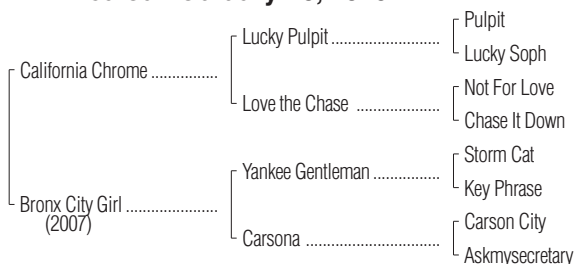 Pulpit
Lucky Pulpit
Lucky Soph
California Chrome
Not For Love
Love the Chase
Chase It Down
Storm Cat
Yankee Gentleman
Key Phrase
Bronx City Girl
(2007)
Carson City
Carsona
Askmysecretary